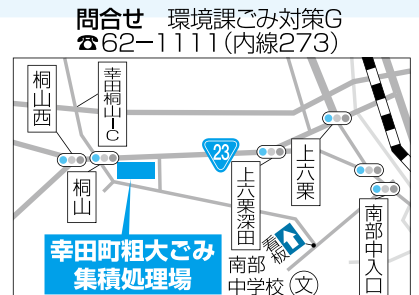 問合せ 環境課ごみ対策G
☎62－1111（内線273）
桐山西
幸田桐山IC
桐山
23
上六栗
上六栗深田
看板
南部中入口
幸田町粗大ごみ
集積処理場
南部
中学校
文